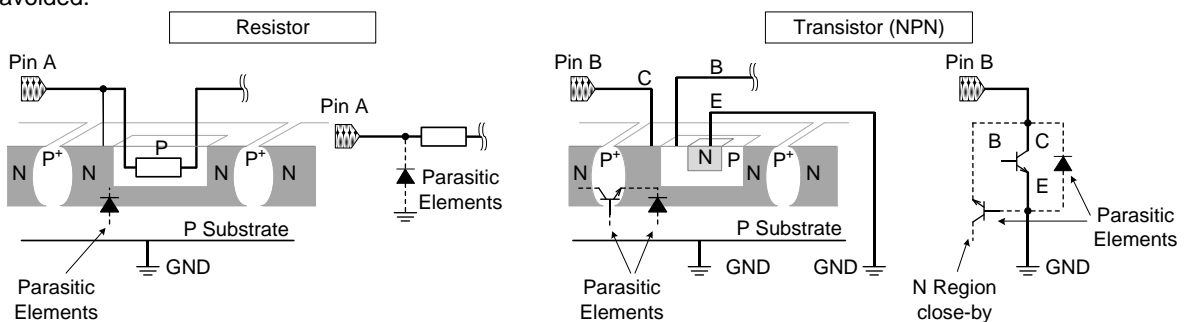 avoided.
Resistor
Transistor (NPN)
Pin A
Pin A
N
P+
N
P
P+
N
N
Parasitic
Elements
P Substrate
GND
Parasitic
Elements
Pin B
C
B
E
N
P+
N
N
P
P+
N
N
P Substrate
GND
GND
Parasitic
Elements
Pin B
B
C
E
Parasitic
Elements
GND
N Region
close-by